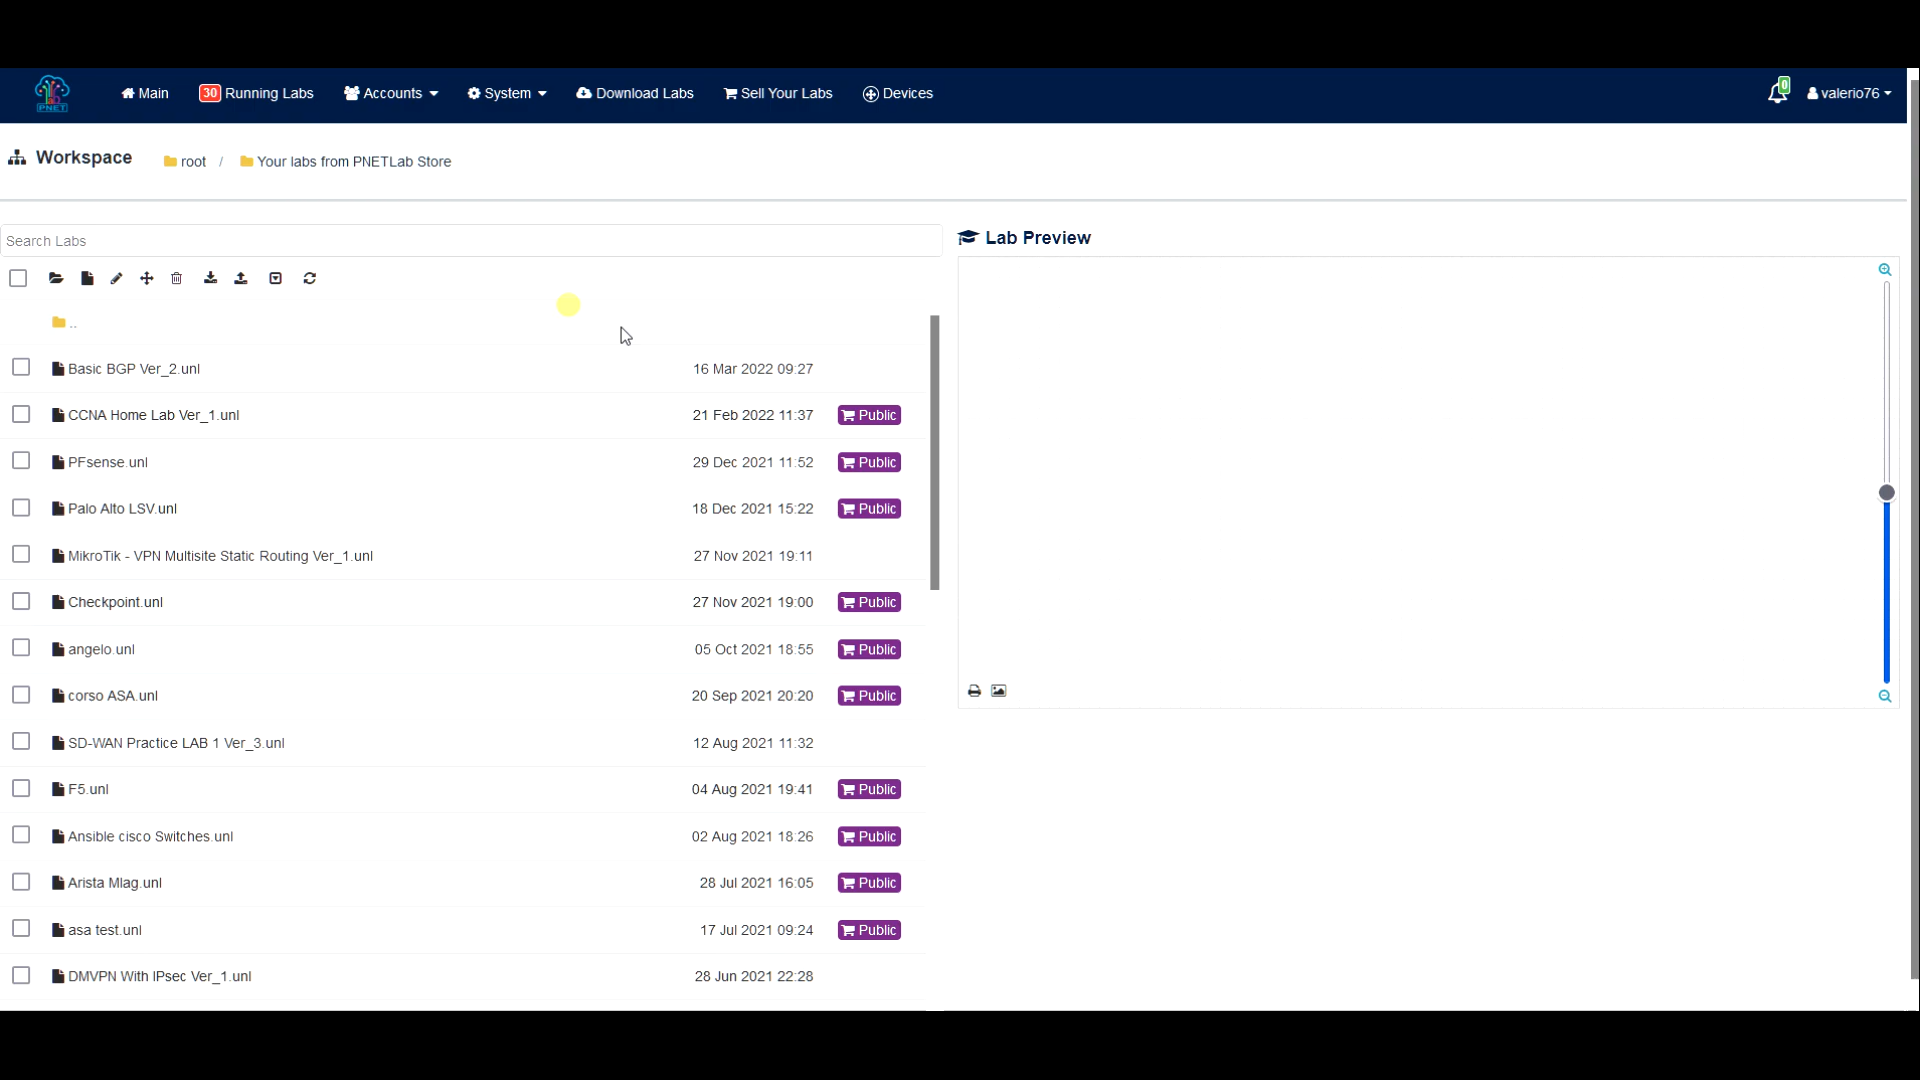 PNET
Main
30 Running Labs
Accounts
System
Download Labs
Sell Your Labs
Devices
0
valerio76
Workspace
root / Your labs from PNETLab Store
Search Labs
Lab Preview
..
Basic BGP Ver_2.unl 16 Mar 2022 09:27
CCNA Home Lab Ver_1.unl 21 Feb 2022 11:37 Public
PFsense.unl 29 Dec 2021 11:52 Public
Palo Alto LSV.unl 18 Dec 2021 15:22 Public
MikroTik - VPN Multisite Static Routing Ver_1.unl 27 Nov 2021 19:11
Checkpoint.unl 27 Nov 2021 19:00 Public
angelo.unl 05 Oct 2021 18:55 Public
corso ASA.unl 20 Sep 2021 20:20 Public
SD-WAN Practice LAB 1 Ver_3.unl 12 Aug 2021 11:32
F5.unl 04 Aug 2021 19:41 Public
Ansible cisco Switches.unl 02 Aug 2021 18:26 Public
Arista Mlag.unl 28 Jul 2021 16:05 Public
asa test.unl 17 Jul 2021 09:24 Public
DMVPN With IPsec Ver_1.unl 28 Jun 2021 22:28